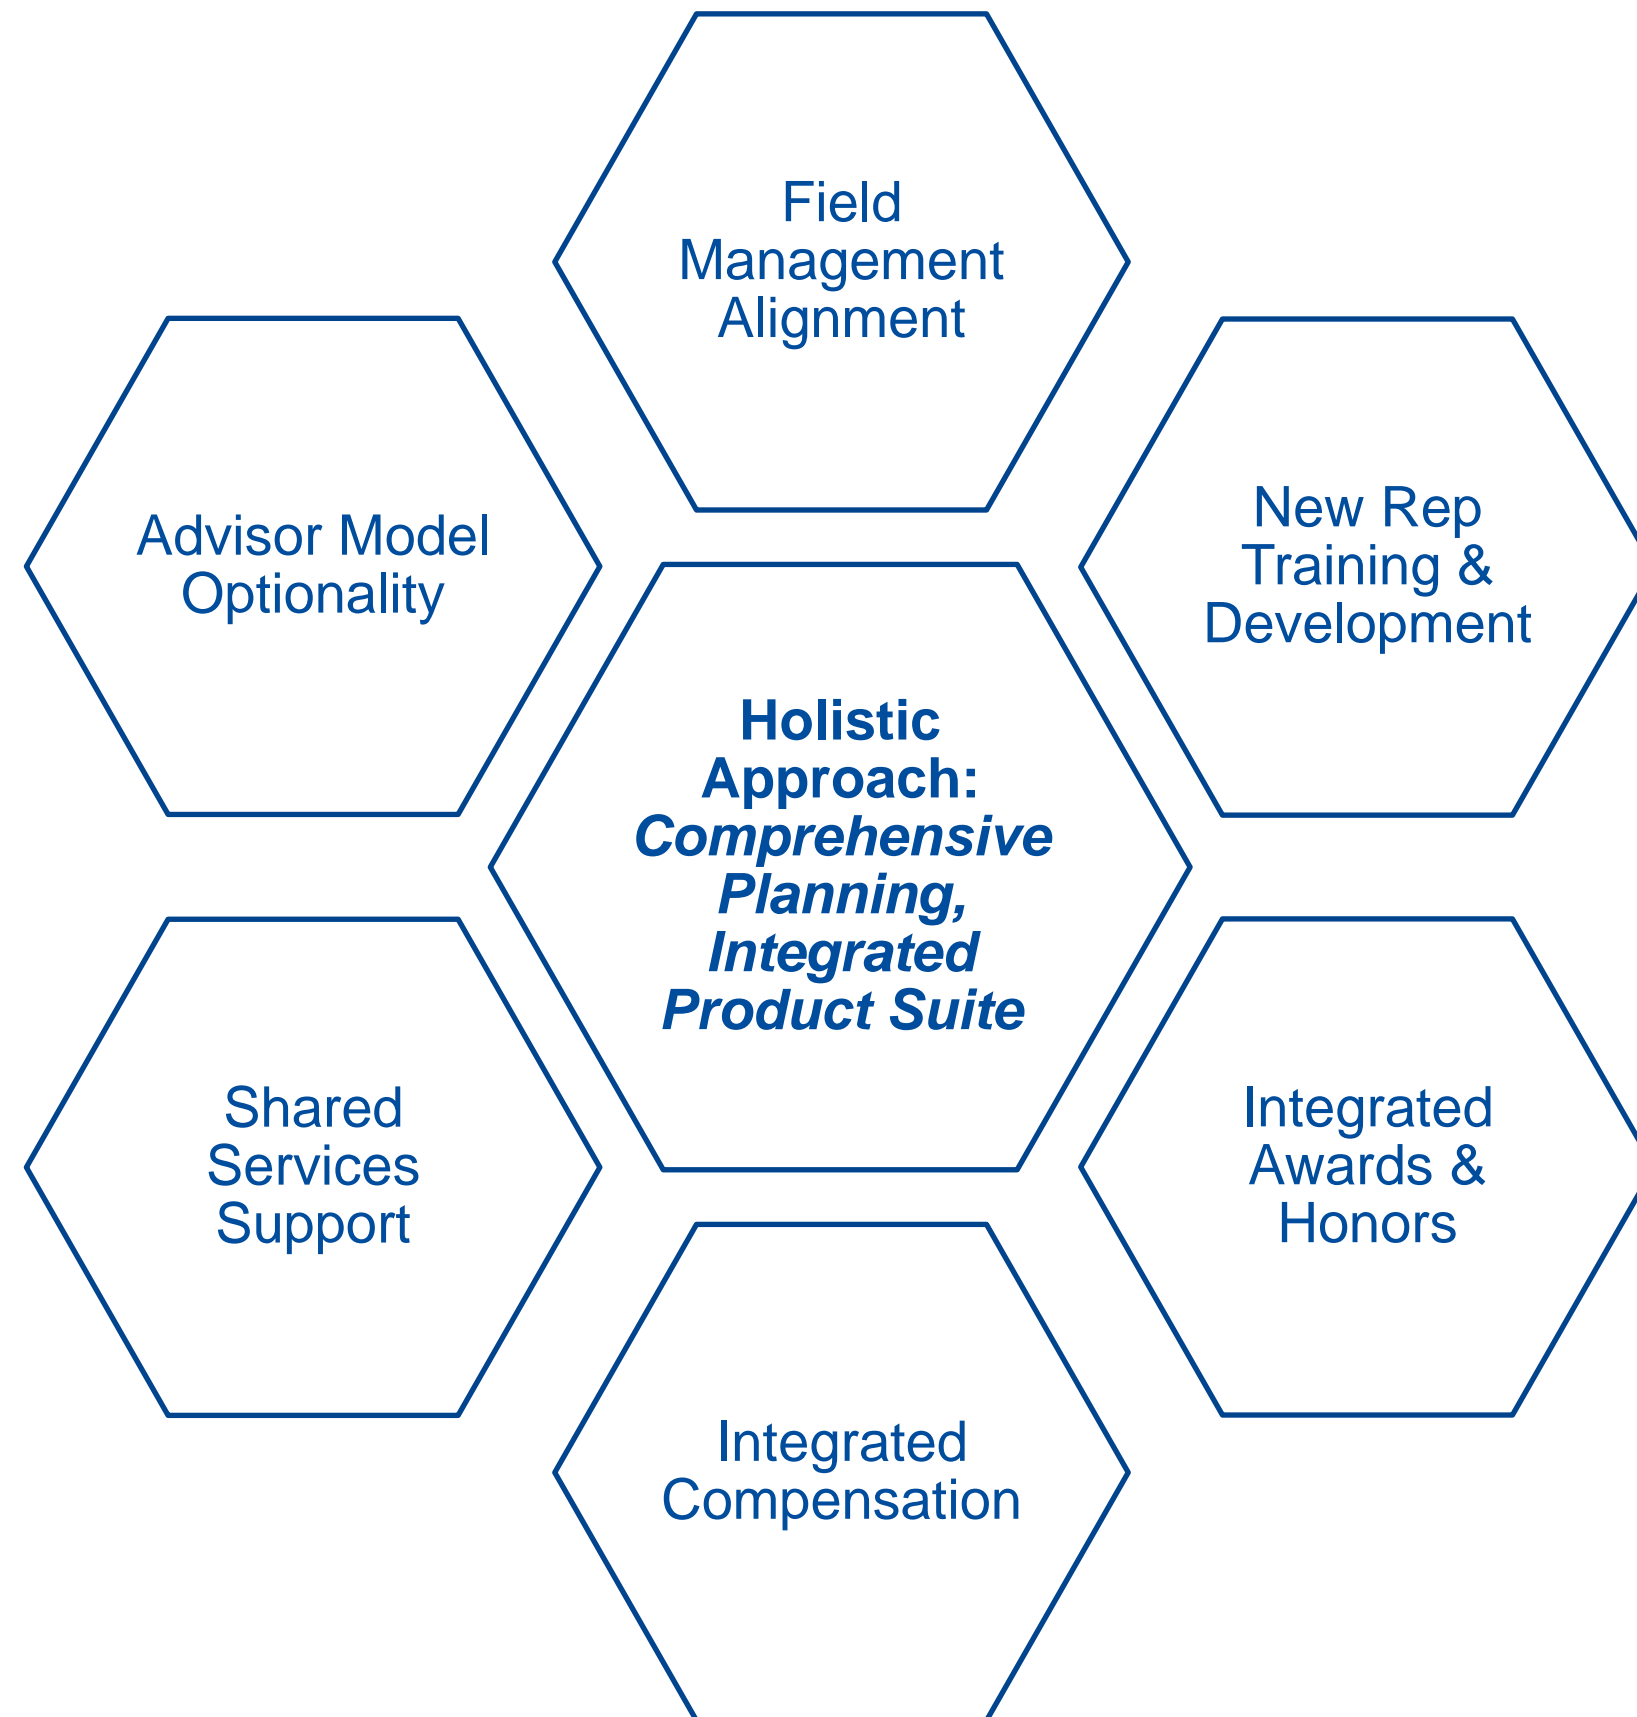 Field
Management
Alignment
Advisor Model
Optionality
New Rep
Training &
Development
Holistic
Approach:
Comprehensive
Planning,
Integrated
Product Suite
Shared
Services
Support
Integrated
Awards &
Honors
Integrated
Compensation